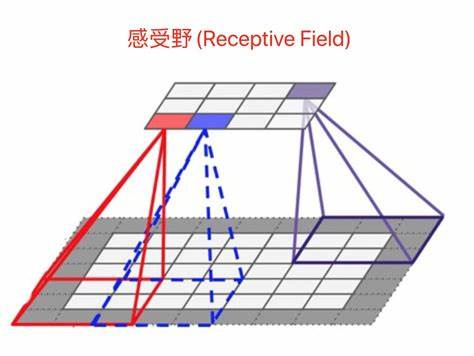 感受野 (Receptive Field)